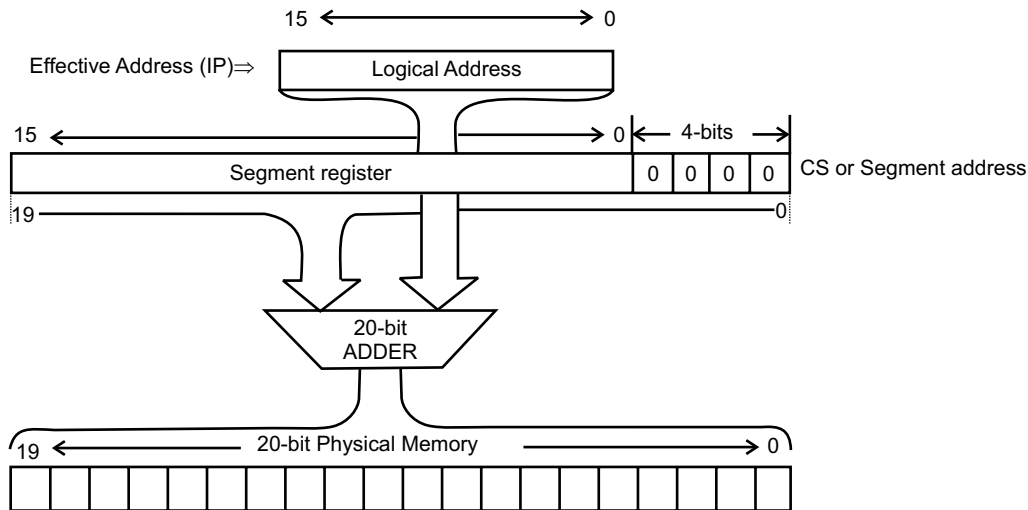 15 0
Effective Address (IP)⇒ Logical Address
15 0 4-bits
Segment register 0 0 0 0 CS or Segment address
19 0
20-bit
ADDER
19 20-bit Physical Memory 0